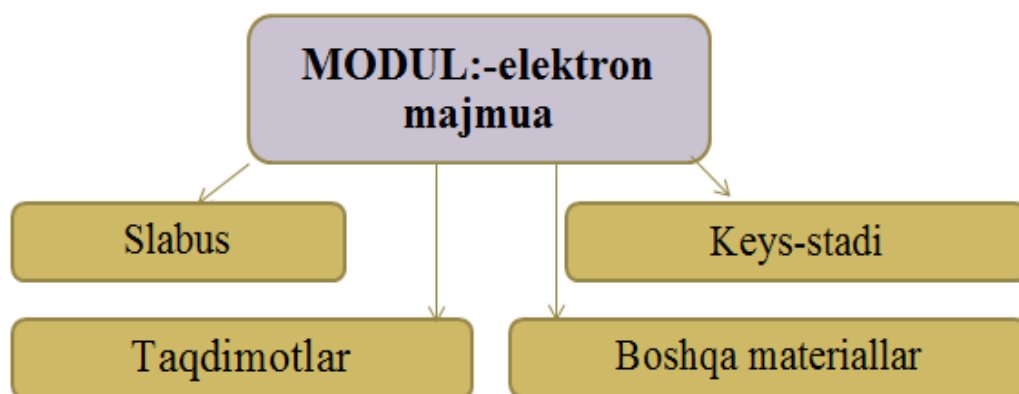 MODUL:-elektron
majmua
Slabus
Keys-stadi
Taqdimotlar
Boshqa materiallar